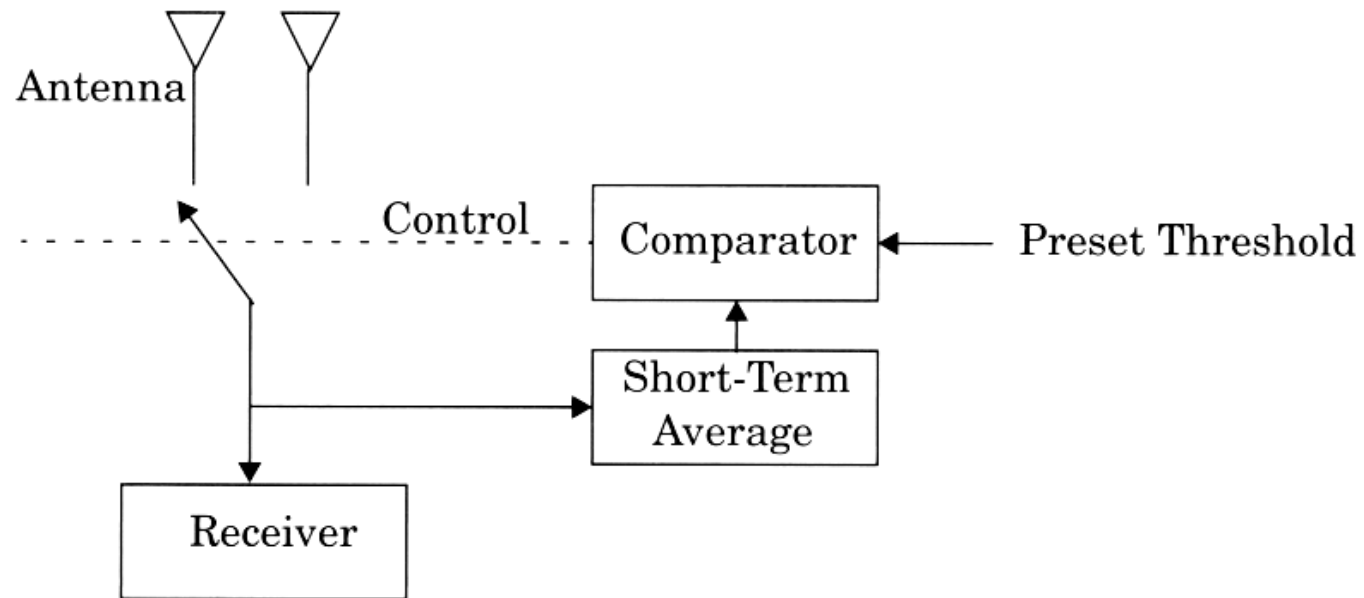 Antenna
Control
Comparator
Preset Threshold
Short-Term
Average
Receiver